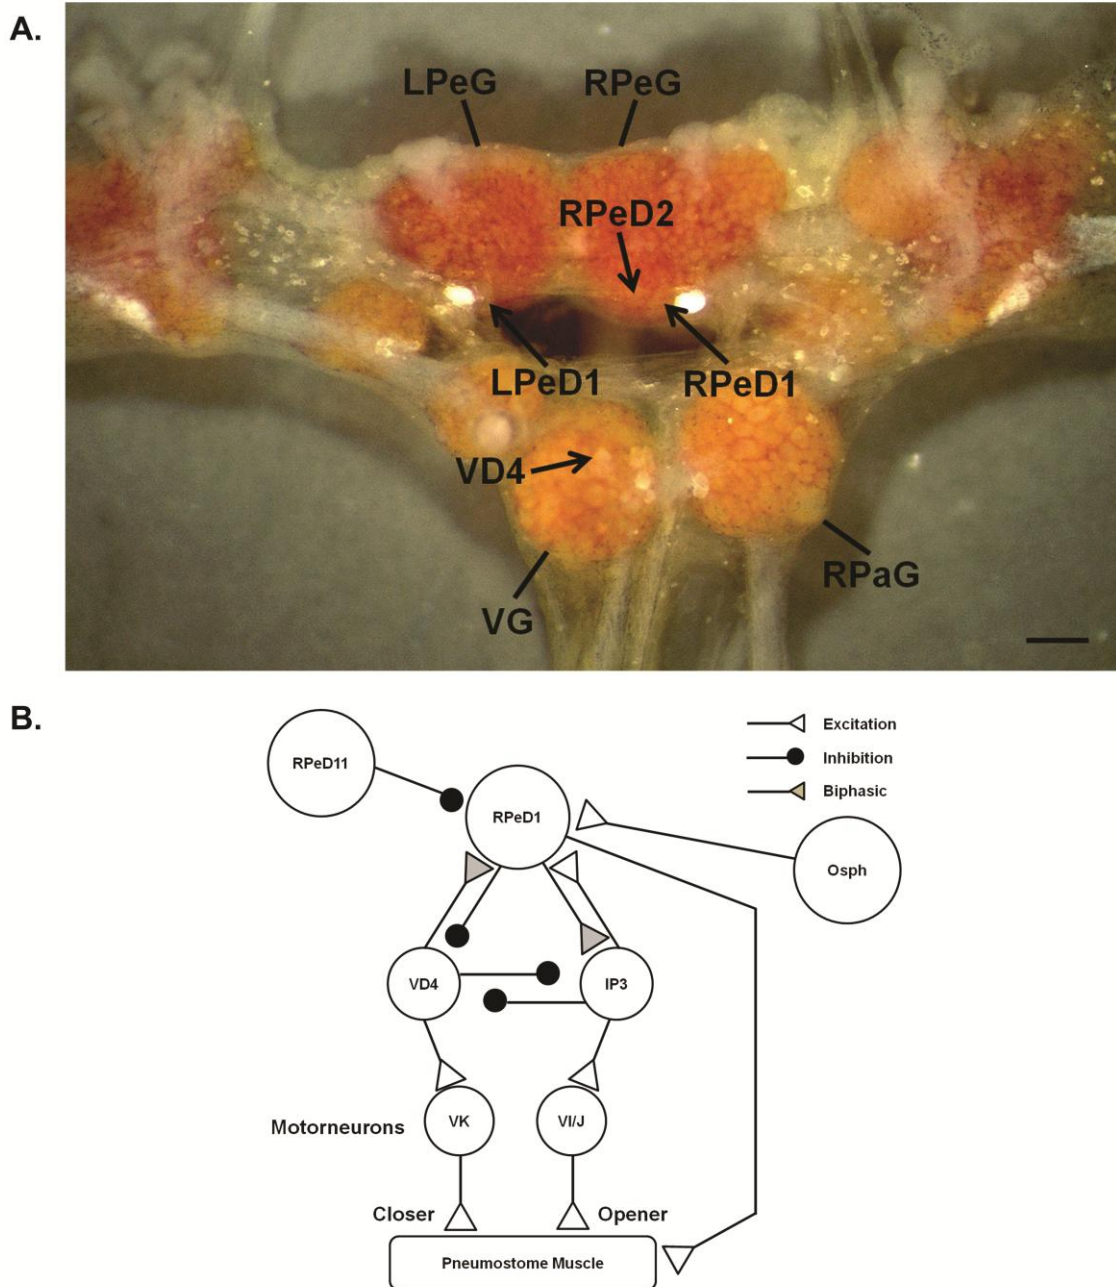 A.
LPeG RPeG
RPeD2
LPeD1 RPeD1
VD4
RPaG
VG
B.
Excitation
Inhibition
Biphasic
RPeD11
RPeD1
Osph
VD4 IP3
Motorneurons VK VI/J
Closer Opener
Pneumostome Muscle